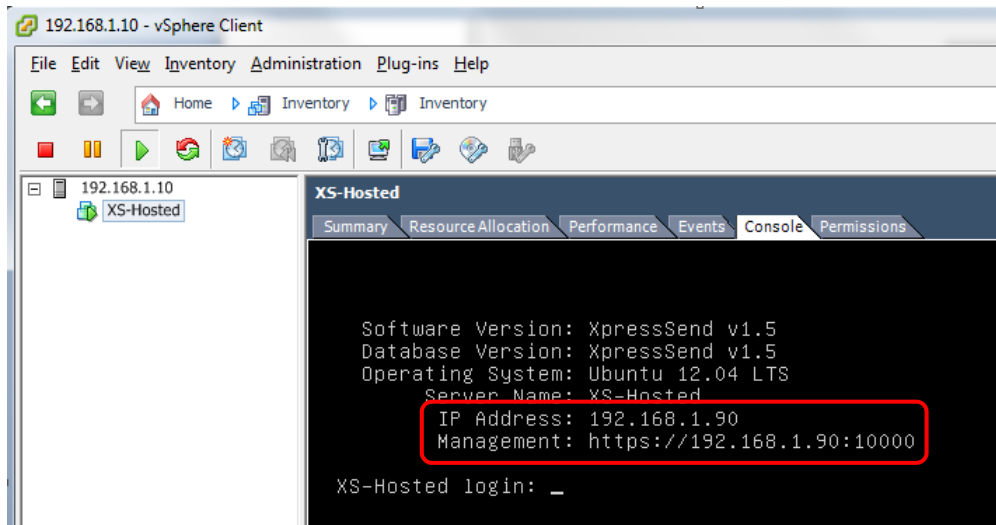 192.168.1.10 - vSphere Client
File Edit View Inventory Administration Plug-ins Help
Home Inventory Inventory
192.168.1.10
XS-Hosted
XS-Hosted
Summary Resource Allocation Performance Events Console Permissions
Software Version: XpressSend v1.5
Database Version: XpressSend v1.5
Operating System: Ubuntu 12.04 LTS
Server Name: XS-Hosted
IP Address: 192.168.1.90
Management: https://192.168.1.90:10000
XS-Hosted login: _